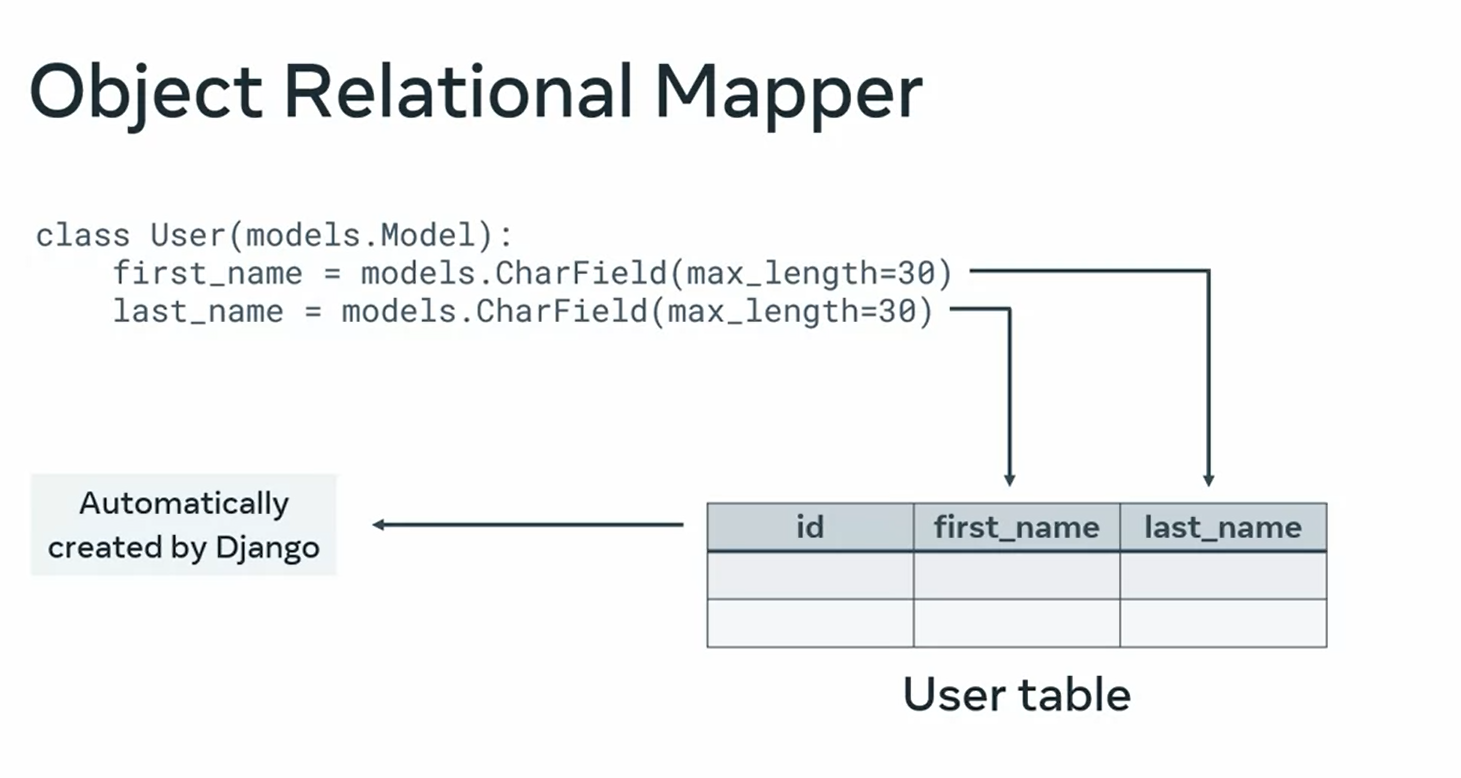 Object Relational Mapper
class User(models.Model):
    first_name = models.CharField(max_length=30)
    last_name = models.CharField(max_length=30)
Automatically
created by Django
id first_name last_name
User table